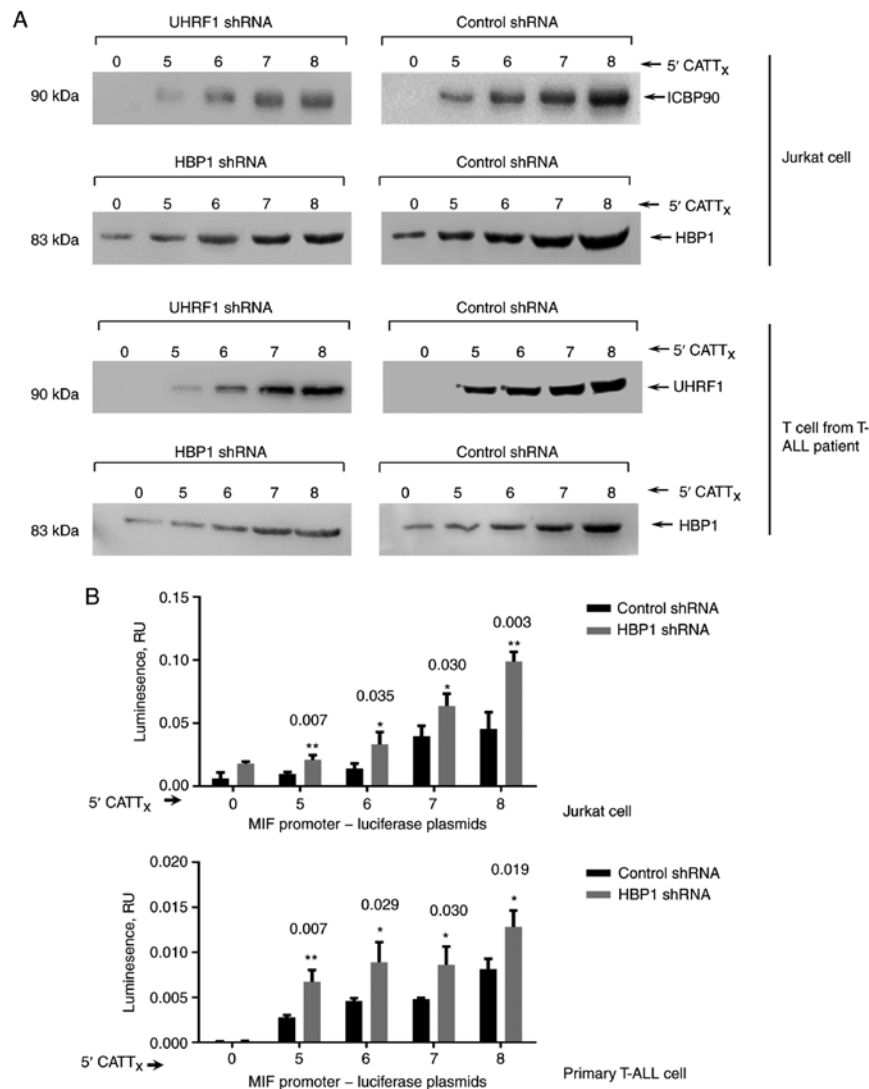 A
UHRF1 shRNA Control shRNA
0 5 6 7 8 0 5 6 7 8 5′ CATTx
90 kDa ICBP90
Jurkat cell
HBP1 shRNA Control shRNA
0 5 6 7 8 0 5 6 7 8 5′ CATTx
83 kDa HBP1
UHRF1 shRNA Control shRNA
0 5 6 7 8 0 5 6 7 8 5′ CATTx
90 kDa UHRF1
T cell from T-
ALL patient
HBP1 shRNA Control shRNA
0 5 6 7 8 0 5 6 7 8 5′ CATTx
83 kDa HBP1
B
Luminesence, RU
0.15
0.10
0.05
0.00
0.007
**
0.035
*
0.030
*
0.003
**
Control shRNA
HBP1 shRNA
5′ CATTx 0 5 6 7 8
MIF promoter – luciferase plasmids
Jurkat cell
Luminesence, RU
0.020
0.015
0.010
0.005
0.000
0.007
**
0.029
*
0.030
*
0.019
*
Control shRNA
HBP1 shRNA
5′ CATTx 0 5 6 7 8
MIF promoter – luciferase plasmids
Primary T-ALL cell